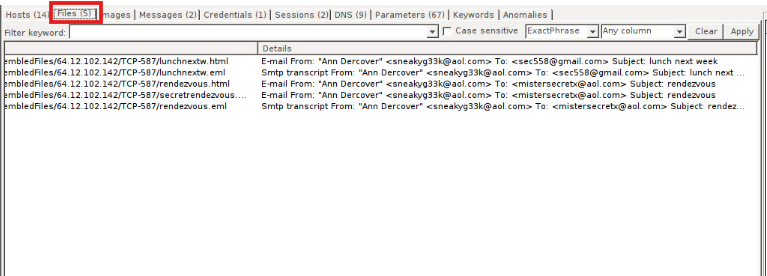 Hosts (14) Files (5) mages Messages (2) Credentials (1) Sessions (2) DNS (9) Parameters (67) Keywords Anomalies
Filter keyword: Case sensitive ExactPhrase Any column Clear Apply
Details
embledFiles/64.12.102.142/TCP-587/lunchnextw.html E-mail From: "Ann Dercover" <sneakyg33k@aol.com> To: <sec558@gmail.com> Subject: lunch next week
embledFiles/64.12.102.142/TCP-587/lunchnextw.eml Smtp transcript From: "Ann Dercover" <sneakyg33k@aol.com> To: <sec558@gmail.com> Subject: lunch next ...
embledFiles/64.12.102.142/TCP-587/rendezvous.html E-mail From: "Ann Dercover" <sneakyg33k@aol.com> To: <mistersecretx@aol.com> Subject: rendezvous
embledFiles/64.12.102.142/TCP-587/secretrendezvous.... E-mail From: "Ann Dercover" <sneakyg33k@aol.com> To: <mistersecretx@aol.com> Subject: rendezvous
embledFiles/64.12.102.142/TCP-587/rendezvous.eml Smtp transcript From: "Ann Dercover" <sneakyg33k@aol.com> To: <mistersecretx@aol.com> Subject: rendez...